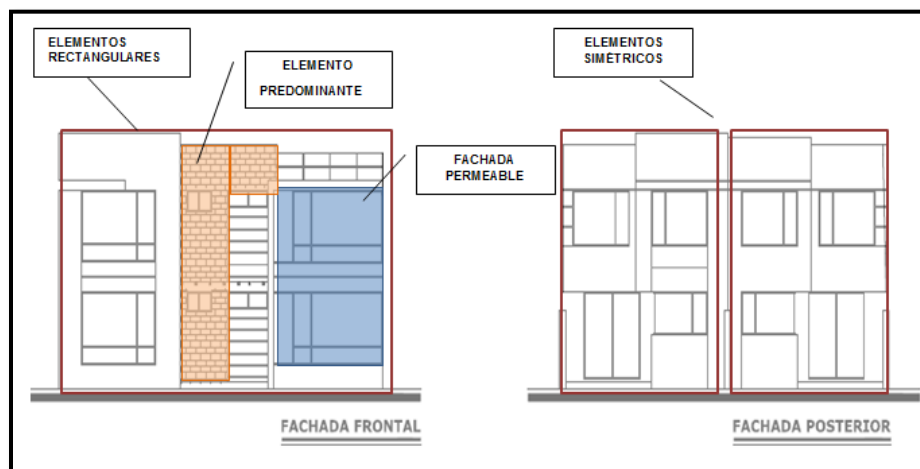 ELEMENTOS
RECTANGULARES
ELEMENTO
PREDOMINANTE
FACHADA
PERMEABLE
FACHADA FRONTAL
ELEMENTOS
SIMÉTRICOS
FACHADA POSTERIOR